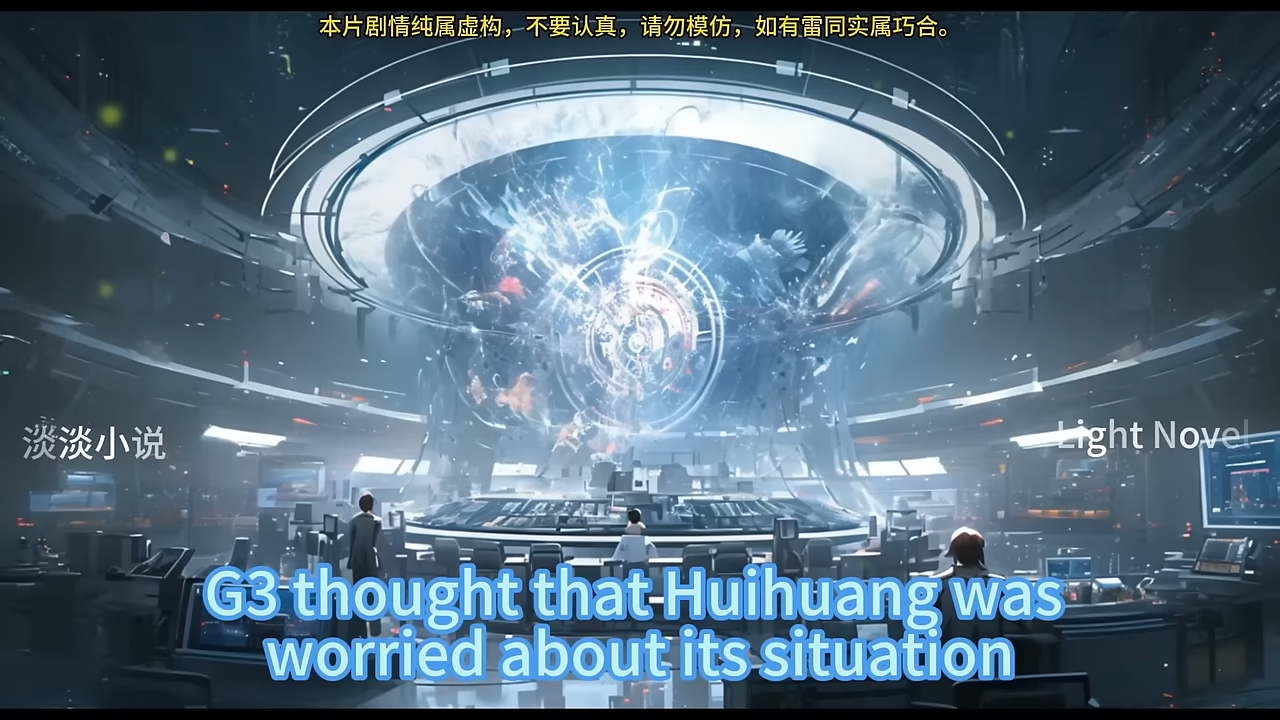 本片剧情纯属虚构，不要认真，请勿模仿，如有雷同实属巧合。
淡淡小说
Light Novel
G3 thought that Huihuang was
worried about its situation